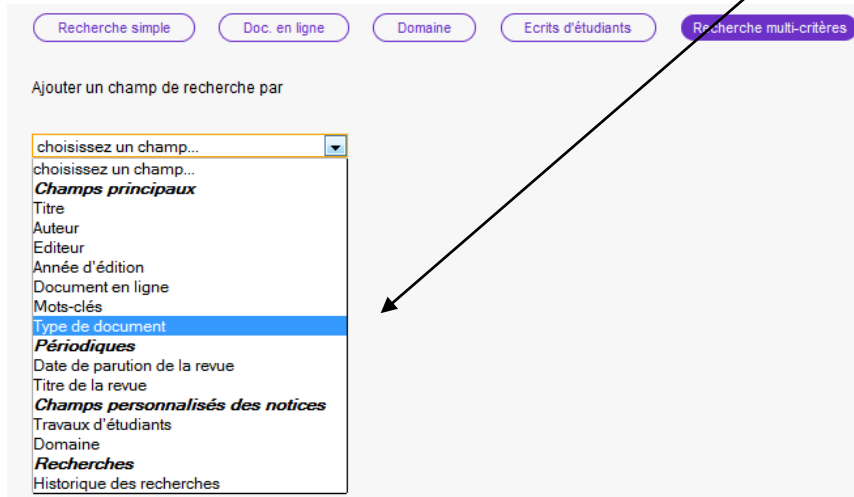 Recherche simple Doc. en ligne Domaine Ecrits d'étudiants Recherche multi-critères
Ajouter un champ de recherche par
choisissez un champ...
choisissez un champ...
Champs principaux
Titre
Auteur
Editeur
Année d'édition
Document en ligne
Mots-clés
Type de document
Périodiques
Date de parution de la revue
Titre de la revue
Champs personnalisés des notices
Travaux d'étudiants
Domaine
Recherches
Historique des recherches